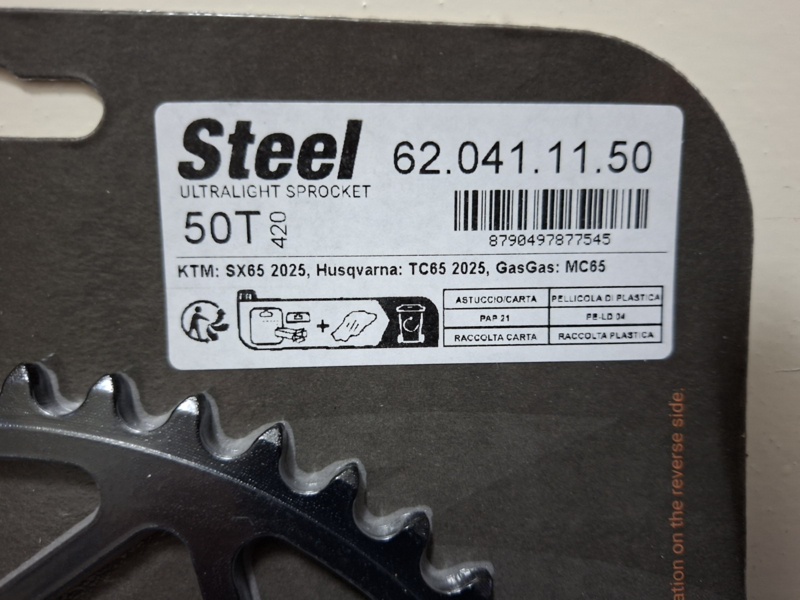 Steel
ULTRALIGHT SPROCKET
62.041.11.50
50T
420
8790497877545
KTM: SX65 2025, Husqvarna: TC65 2025, GasGas: MC65
+
ASTUCCIO/CARTA PELLICOLA DI PLASTICA
PAP 21 PE-LD 04
RACCOLTA CARTA RACCOLTA PLASTICA
ation on the reverse side.